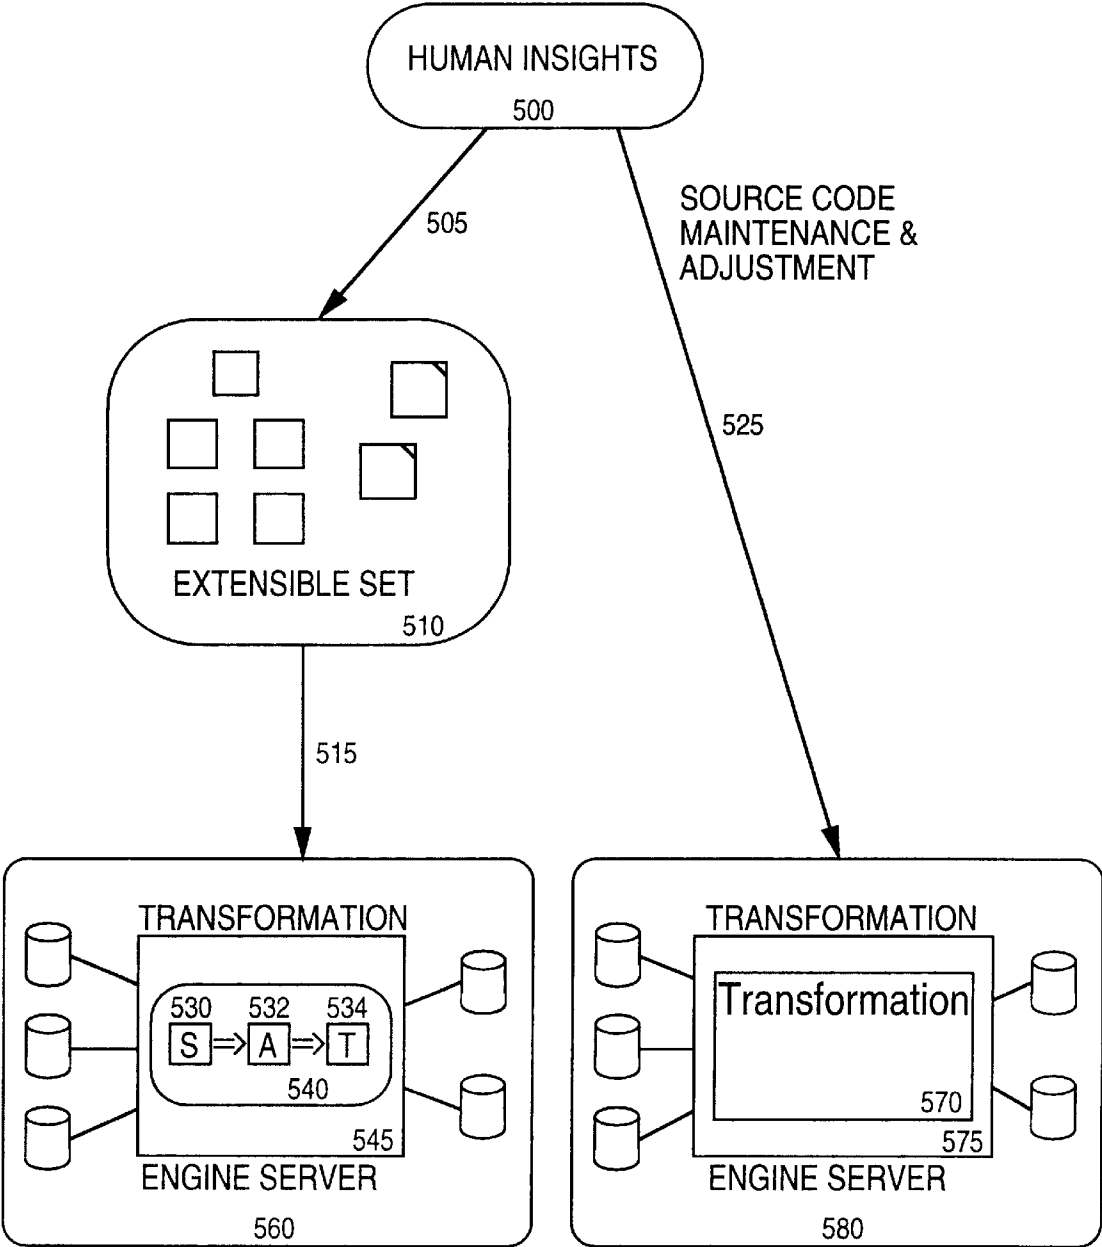 HUMAN INSIGHTS
500
505
SOURCE CODE
MAINTENANCE &
ADJUSTMENT
525
EXTENSIBLE SET
510
515
TRANSFORMATION
530 532 534
S ⇒ A ⇒ T
540
545
ENGINE SERVER
560
TRANSFORMATION
Transformation
570
575
ENGINE SERVER
580